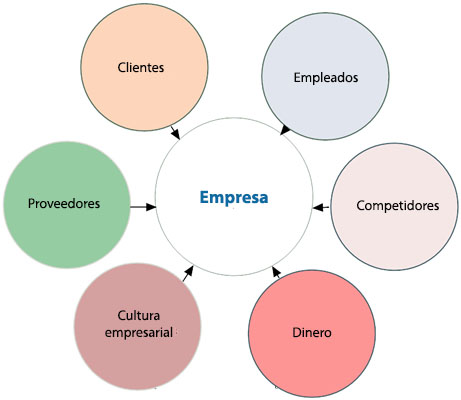 Clientes
Empleados
Empresa
Proveedores
Competidores
Cultura
empresarial
Dinero